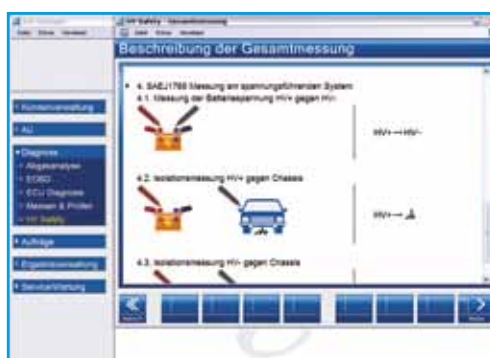 HV Safety - Gesamtmessung
Beschreibung der Gesamtmessung
4. SAEJ1766 Messung am spannungsführenden System
4.1. Messung der Batteriespannung HV+ gegen HV-
HV+ → HV-
4.2. Isolationsmessung HV+ gegen Chassis
HV+ →
4.3. Isolationsmessung HV- gegen Chassis
Kundenverwaltung
AU
Diagnose
Abgasanalyse
EOBD
ECU Diagnose
Messen & Prüfen
HV Safety
Aufträge
Ergebnisverwaltung
Service/Wartung